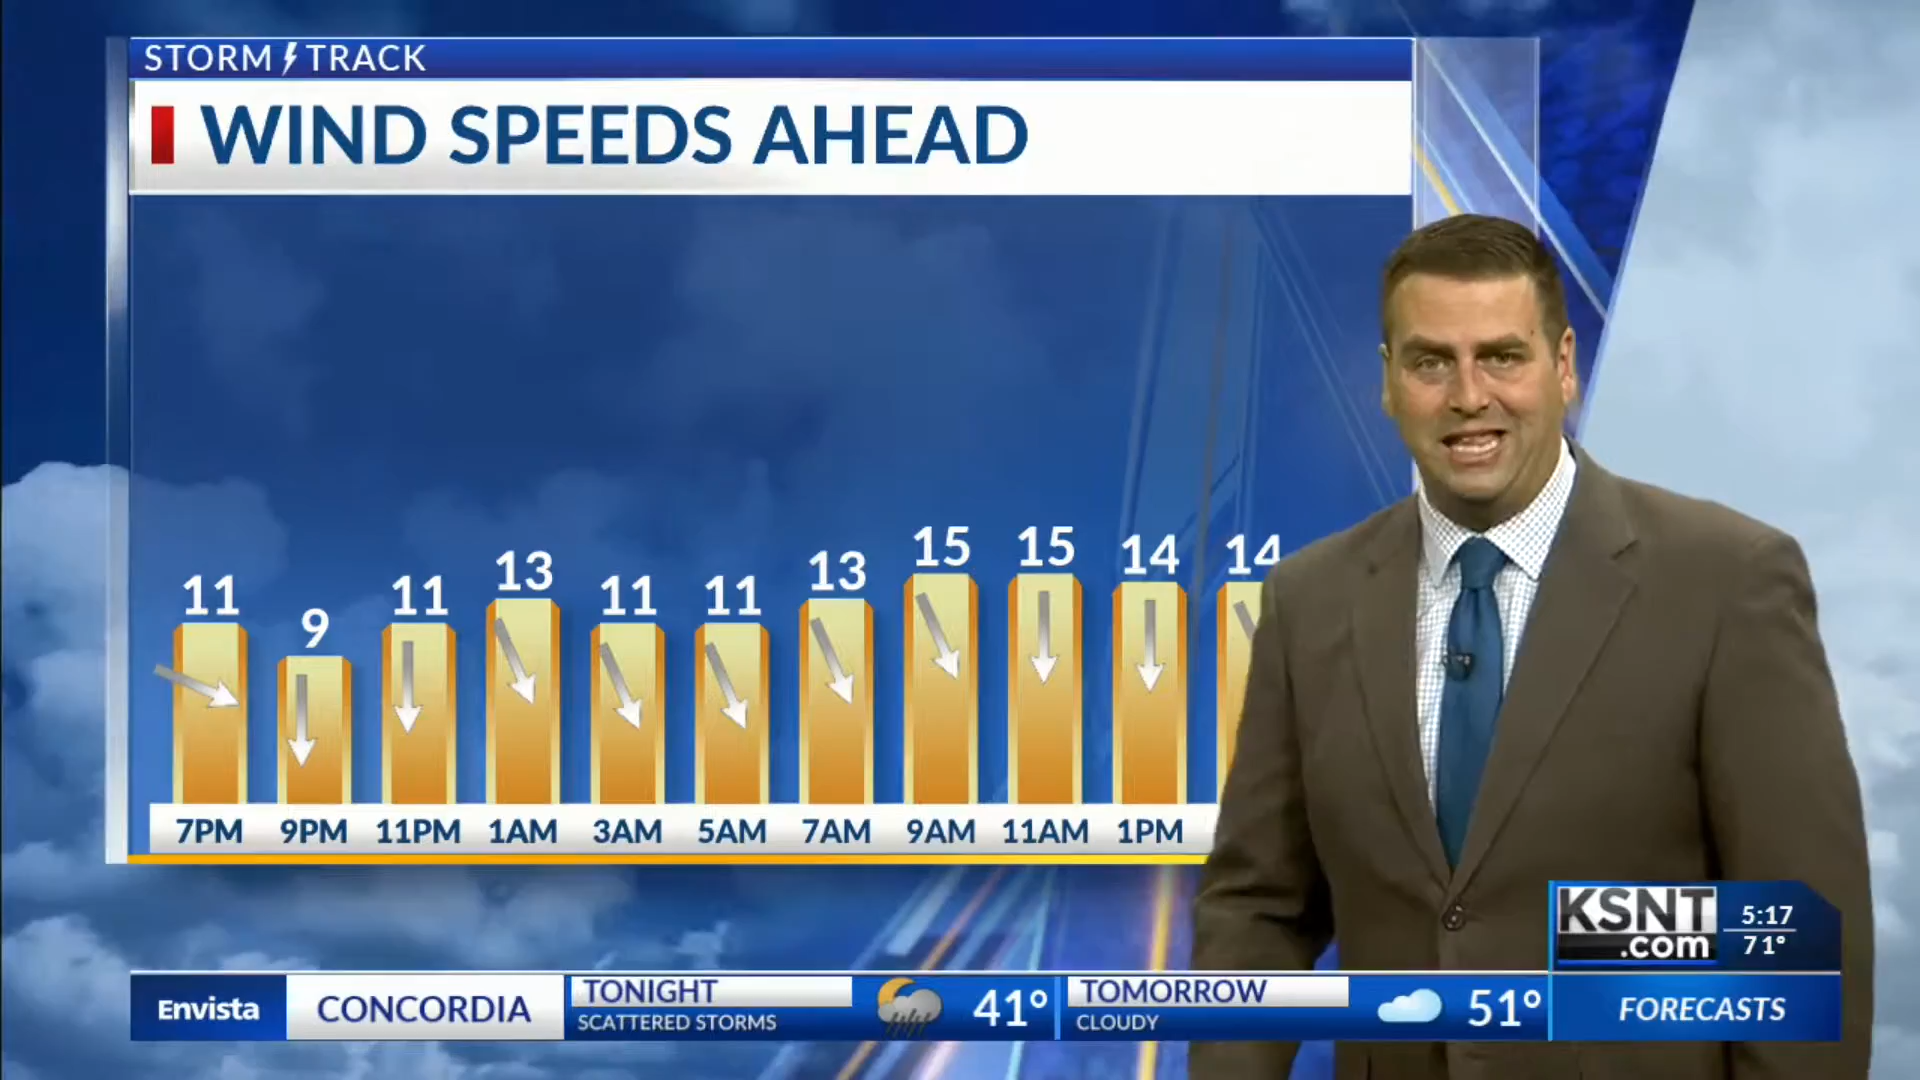 STORM TRACK
WIND SPEEDS AHEAD
11 9 11 13 11 11 13 15 15 14 14
7PM 9PM 11PM 1AM 3AM 5AM 7AM 9AM 11AM 1PM
KSNT
.com
5:17
71°
Envista
CONCORDIA
TONIGHT
SCATTERED STORMS
41°
TOMORROW
CLOUDY
51°
FORECASTS